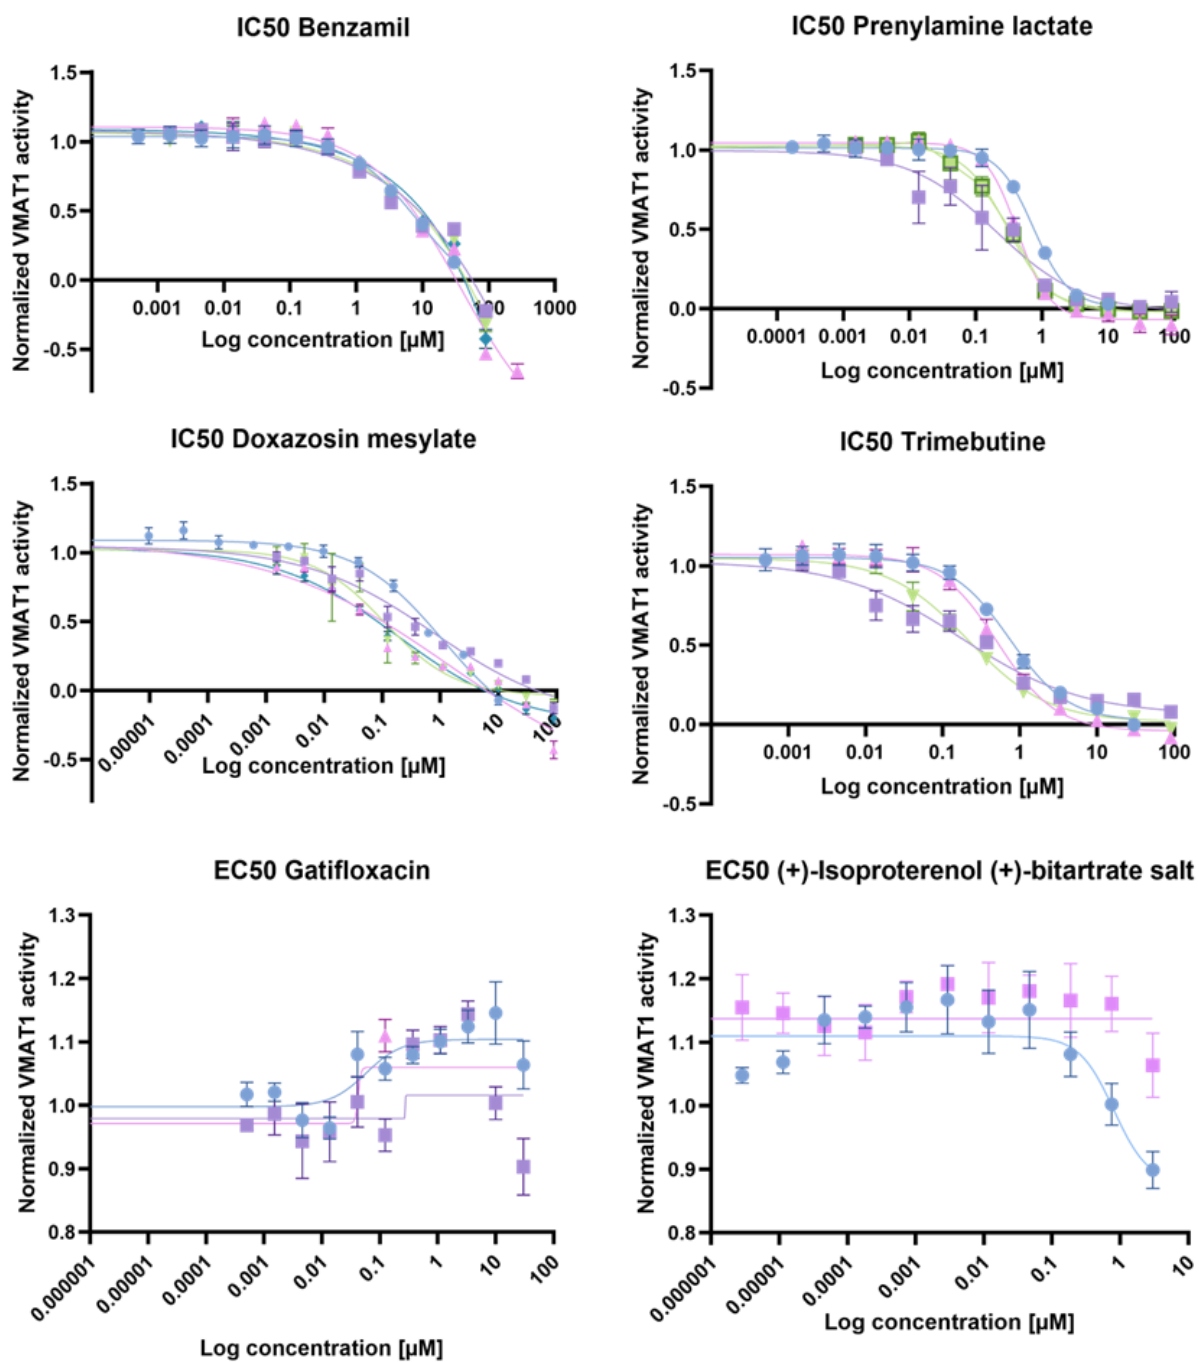 IC50 Benzamil
Normalized VMAT1 activity
1.5
1.0
0.5
0.0
-0.5
0.001 0.01 0.1 1 10 100 1000
Log concentration [µM]
IC50 Prenylamine lactate
Normalized VMAT1 activity
1.5
1.0
0.5
0.0
-0.5
0.0001 0.001 0.01 0.1 1 10 100
Log concentration [µM]
IC50 Doxazosin mesylate
Normalized VMAT1 activity
1.5
1.0
0.5
0.0
-0.5
0.00001 0.0001 0.001 0.01 0.1 1 10 100
Log concentration [µM]
IC50 Trimebutine
Normalized VMAT1 activity
1.5
1.0
0.5
0.0
-0.5
0.001 0.01 0.1 1 10 100
Log concentration [µM]
EC50 Gatifloxacin
Normalized VMAT1 activity
1.3
1.2
1.1
1.0
0.9
0.8
0.000001 0.00001 0.0001 0.001 0.01 0.1 1 10 100
Log concentration [µM]
EC50 (+)-Isoproterenol (+)-bitartrate salt
Normalized VMAT1 activity
1.3
1.2
1.1
1.0
0.9
0.8
0.000001 0.00001 0.0001 0.001 0.01 0.1 1 10
Log concentration [µM]